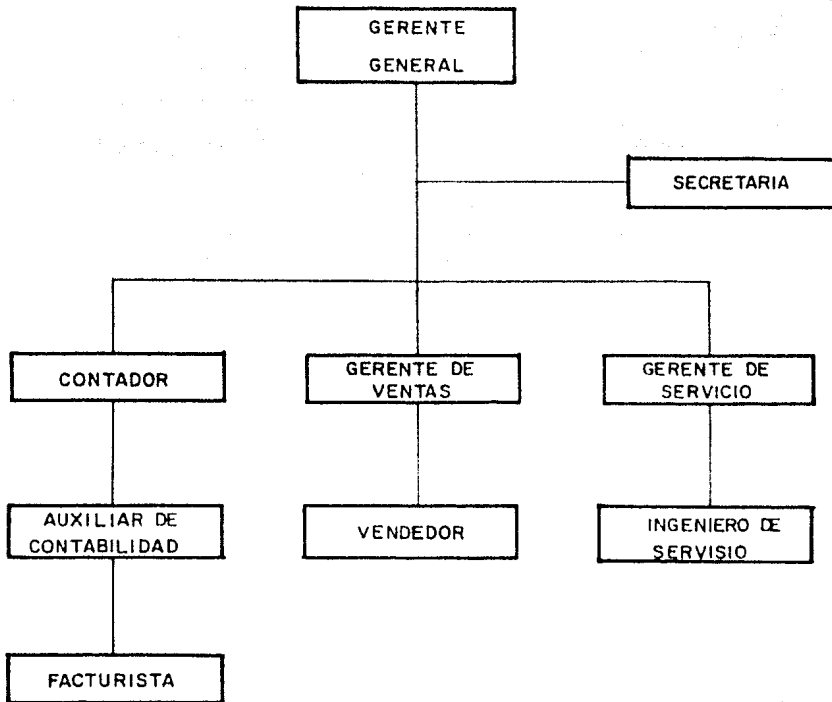 GERENTE
GENERAL
SECRETARIA
CONTADOR
GERENTE DE
VENTAS
GERENTE DE
SERVICIO
AUXILIAR DE
CONTABILIDAD
VENDEDOR
INGENIERO DE
SERVISIO
FACTURISTA